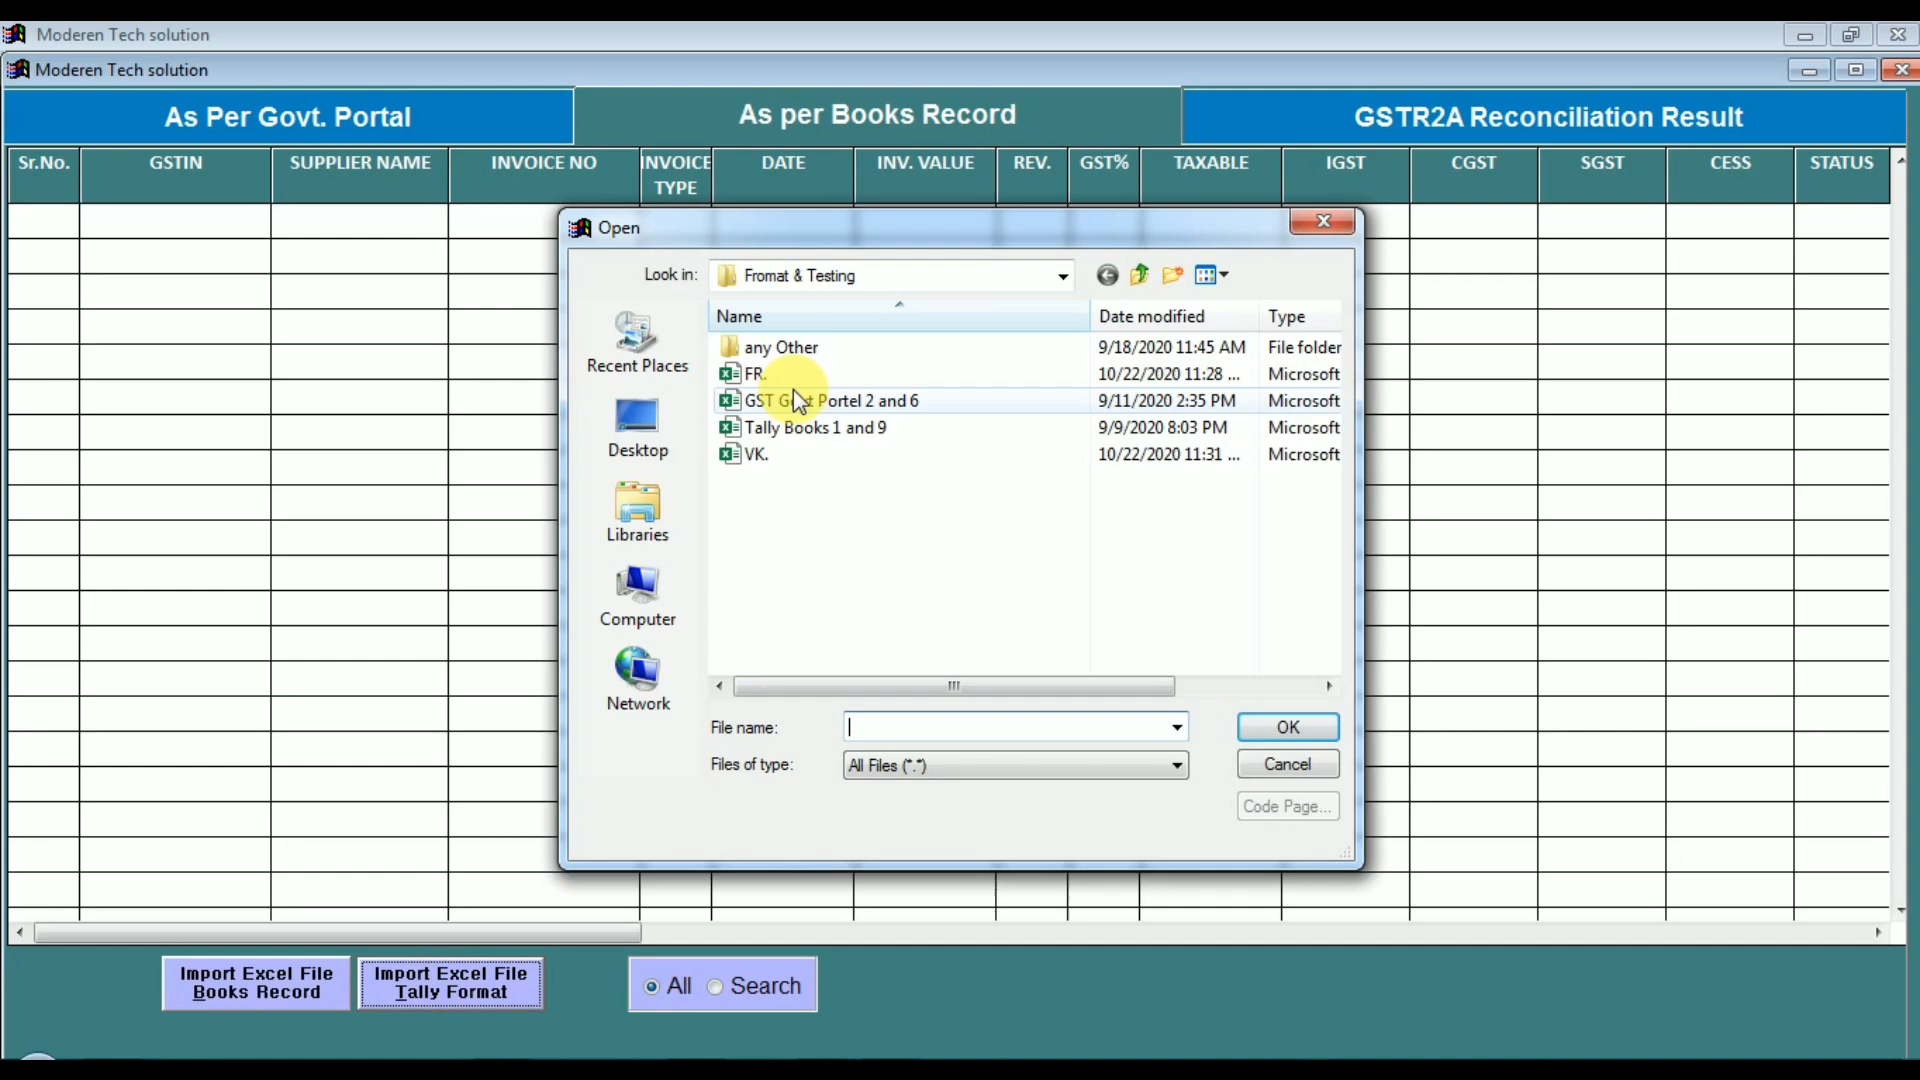 Moderen Tech solution
Moderen Tech solution
As Per Govt. Portal
As per Books Record
GSTR2A Reconciliation Result
Sr.No. GSTIN SUPPLIER NAME INVOICE NO INVOICE TYPE DATE INV. VALUE REV. GST% TAXABLE IGST CGST SGST CESS STATUS
Open
Look in: Fromat & Testing
Name Date modified Type
any Other 9/18/2020 11:45 AM File folder
FR. 10/22/2020 11:28 ... Microsoft
GST Portel 2 and 6 9/11/2020 2:35 PM Microsoft
Tally Books 1 and 9 9/9/2020 8:03 PM Microsoft
VK. 10/22/2020 11:31 ... Microsoft
Recent Places
Desktop
Libraries
Computer
Network
File name: OK
Files of type: All Files (*.*) Cancel
Code Page...
Import Excel File
Books Record
Import Excel File
Tally Format
All Search